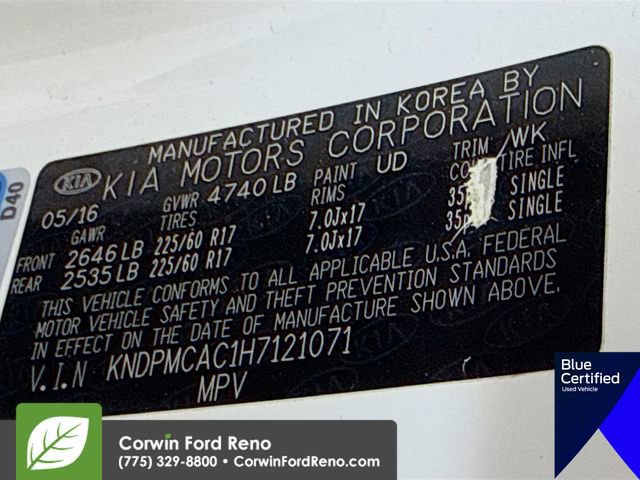 MANUFACTURED IN KOREA BY
KIA KIA MOTORS CORPORATION
05/16 GVWR 4740 LB PAINT UD TRIM WK
GAWR TIRES RIMS TIRE INFL
FRONT 2646 LB 225/60 R17 7.0Jx17 SINGLE
REAR 2535 LB 225/60 R17 7.0Jx17 SINGLE
THIS VEHICLE CONFORMS TO ALL APPLICABLE U.S.A. FEDERAL
MOTOR VEHICLE SAFETY AND THEFT PREVENTION STANDARDS
IN EFFECT ON THE DATE OF MANUFACTURE SHOWN ABOVE.
V.I.N KNDPMCAC1H7121071
MPV
D40
Blue
Certified
Used Vehicle
Corwin Ford Reno
(775) 329-8800 • CorwinFordReno.com